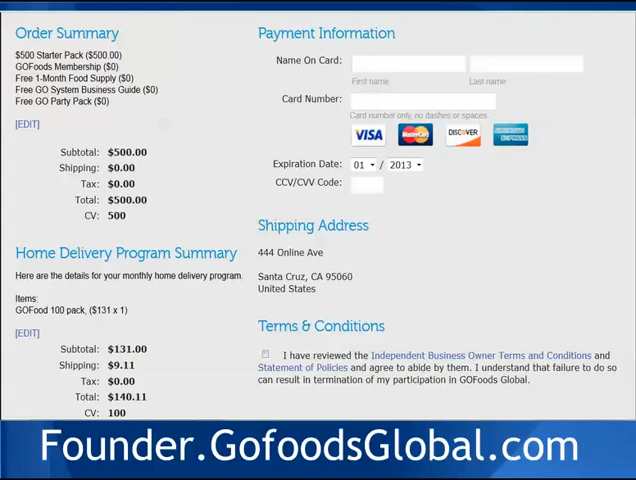 Order Summary
$500 Starter Pack ($500.00)
GOFoods Membership ($0)
Free 1-Month Food Supply ($0)
Free GO System Business Guide ($0)
Free GO Party Pack ($0)
[EDIT]
Subtotal: $500.00
Shipping: $0.00
Tax: $0.00
Total: $500.00
CV: 500
Home Delivery Program Summary
Here are the details for your monthly home delivery program.
Items:
GOFood 100 pack, ($131 x 1)
[EDIT]
Subtotal: $131.00
Shipping: $9.11
Tax: $0.00
Total: $140.11
CV: 100
Payment Information
Name On Card:
First name Last name
Card Number:
Card number only, no dashes or spaces.
VISA MasterCard DISCOVER AMERICAN EXPRESS
Expiration Date: 01 / 2013
CCV/CVV Code:
Shipping Address
444 Online Ave
Santa Cruz, CA 95060
United States
Terms & Conditions
I have reviewed the Independent Business Owner Terms and Conditions and
Statement of Policies and agree to abide by them. I understand that failure to do so
can result in termination of my participation in GOFoods Global.
Founder.GofoodsGlobal.com